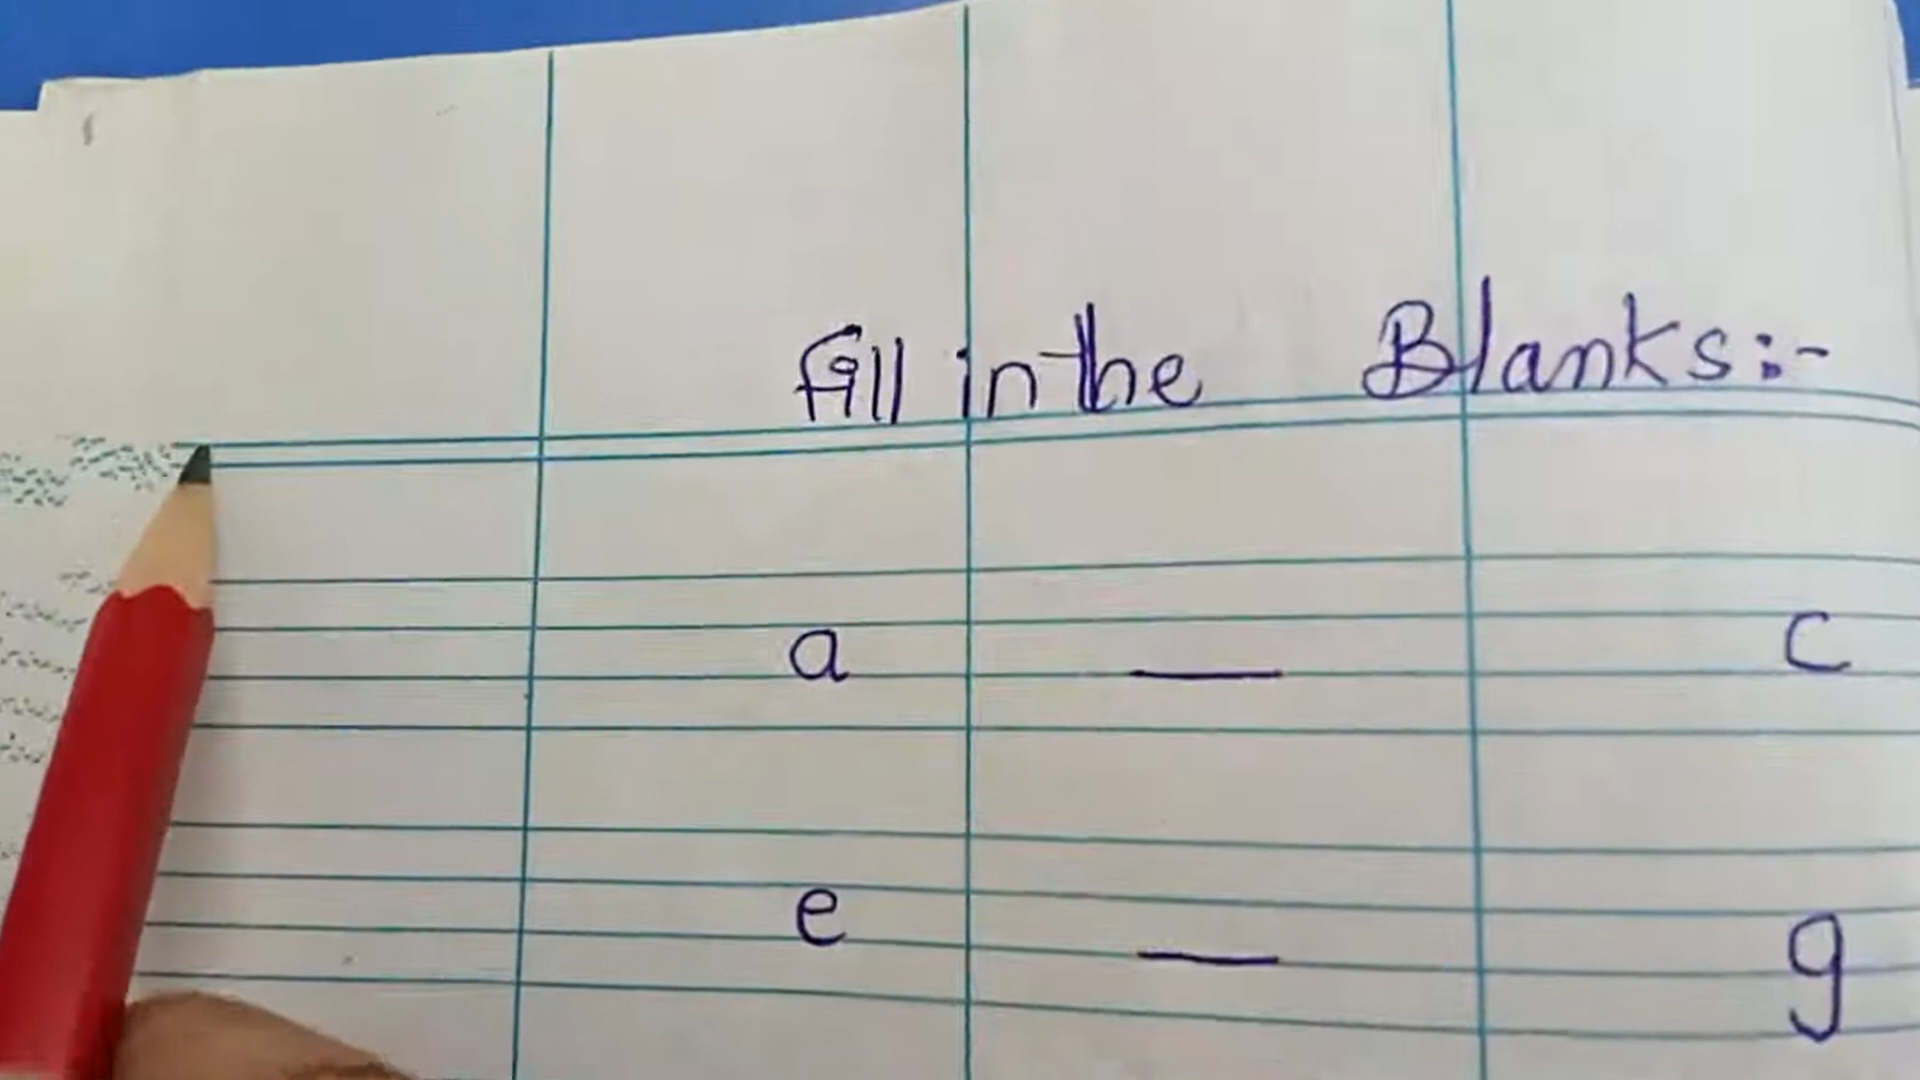 Fill in the Blanks:-
a — c
e — g